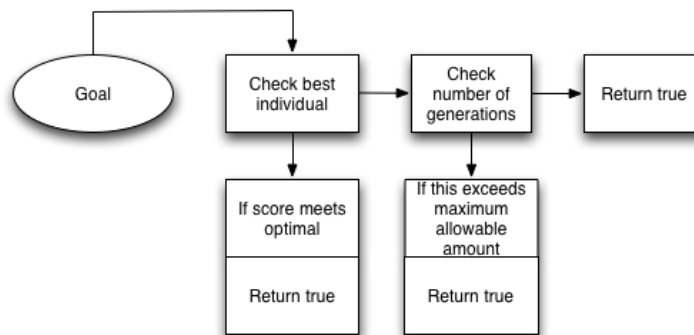 Goal
Check best
individual
Check
number of
generations
Return true
If score meets
optimal
Return true
If this exceeds
maximum
allowable
amount
Return true